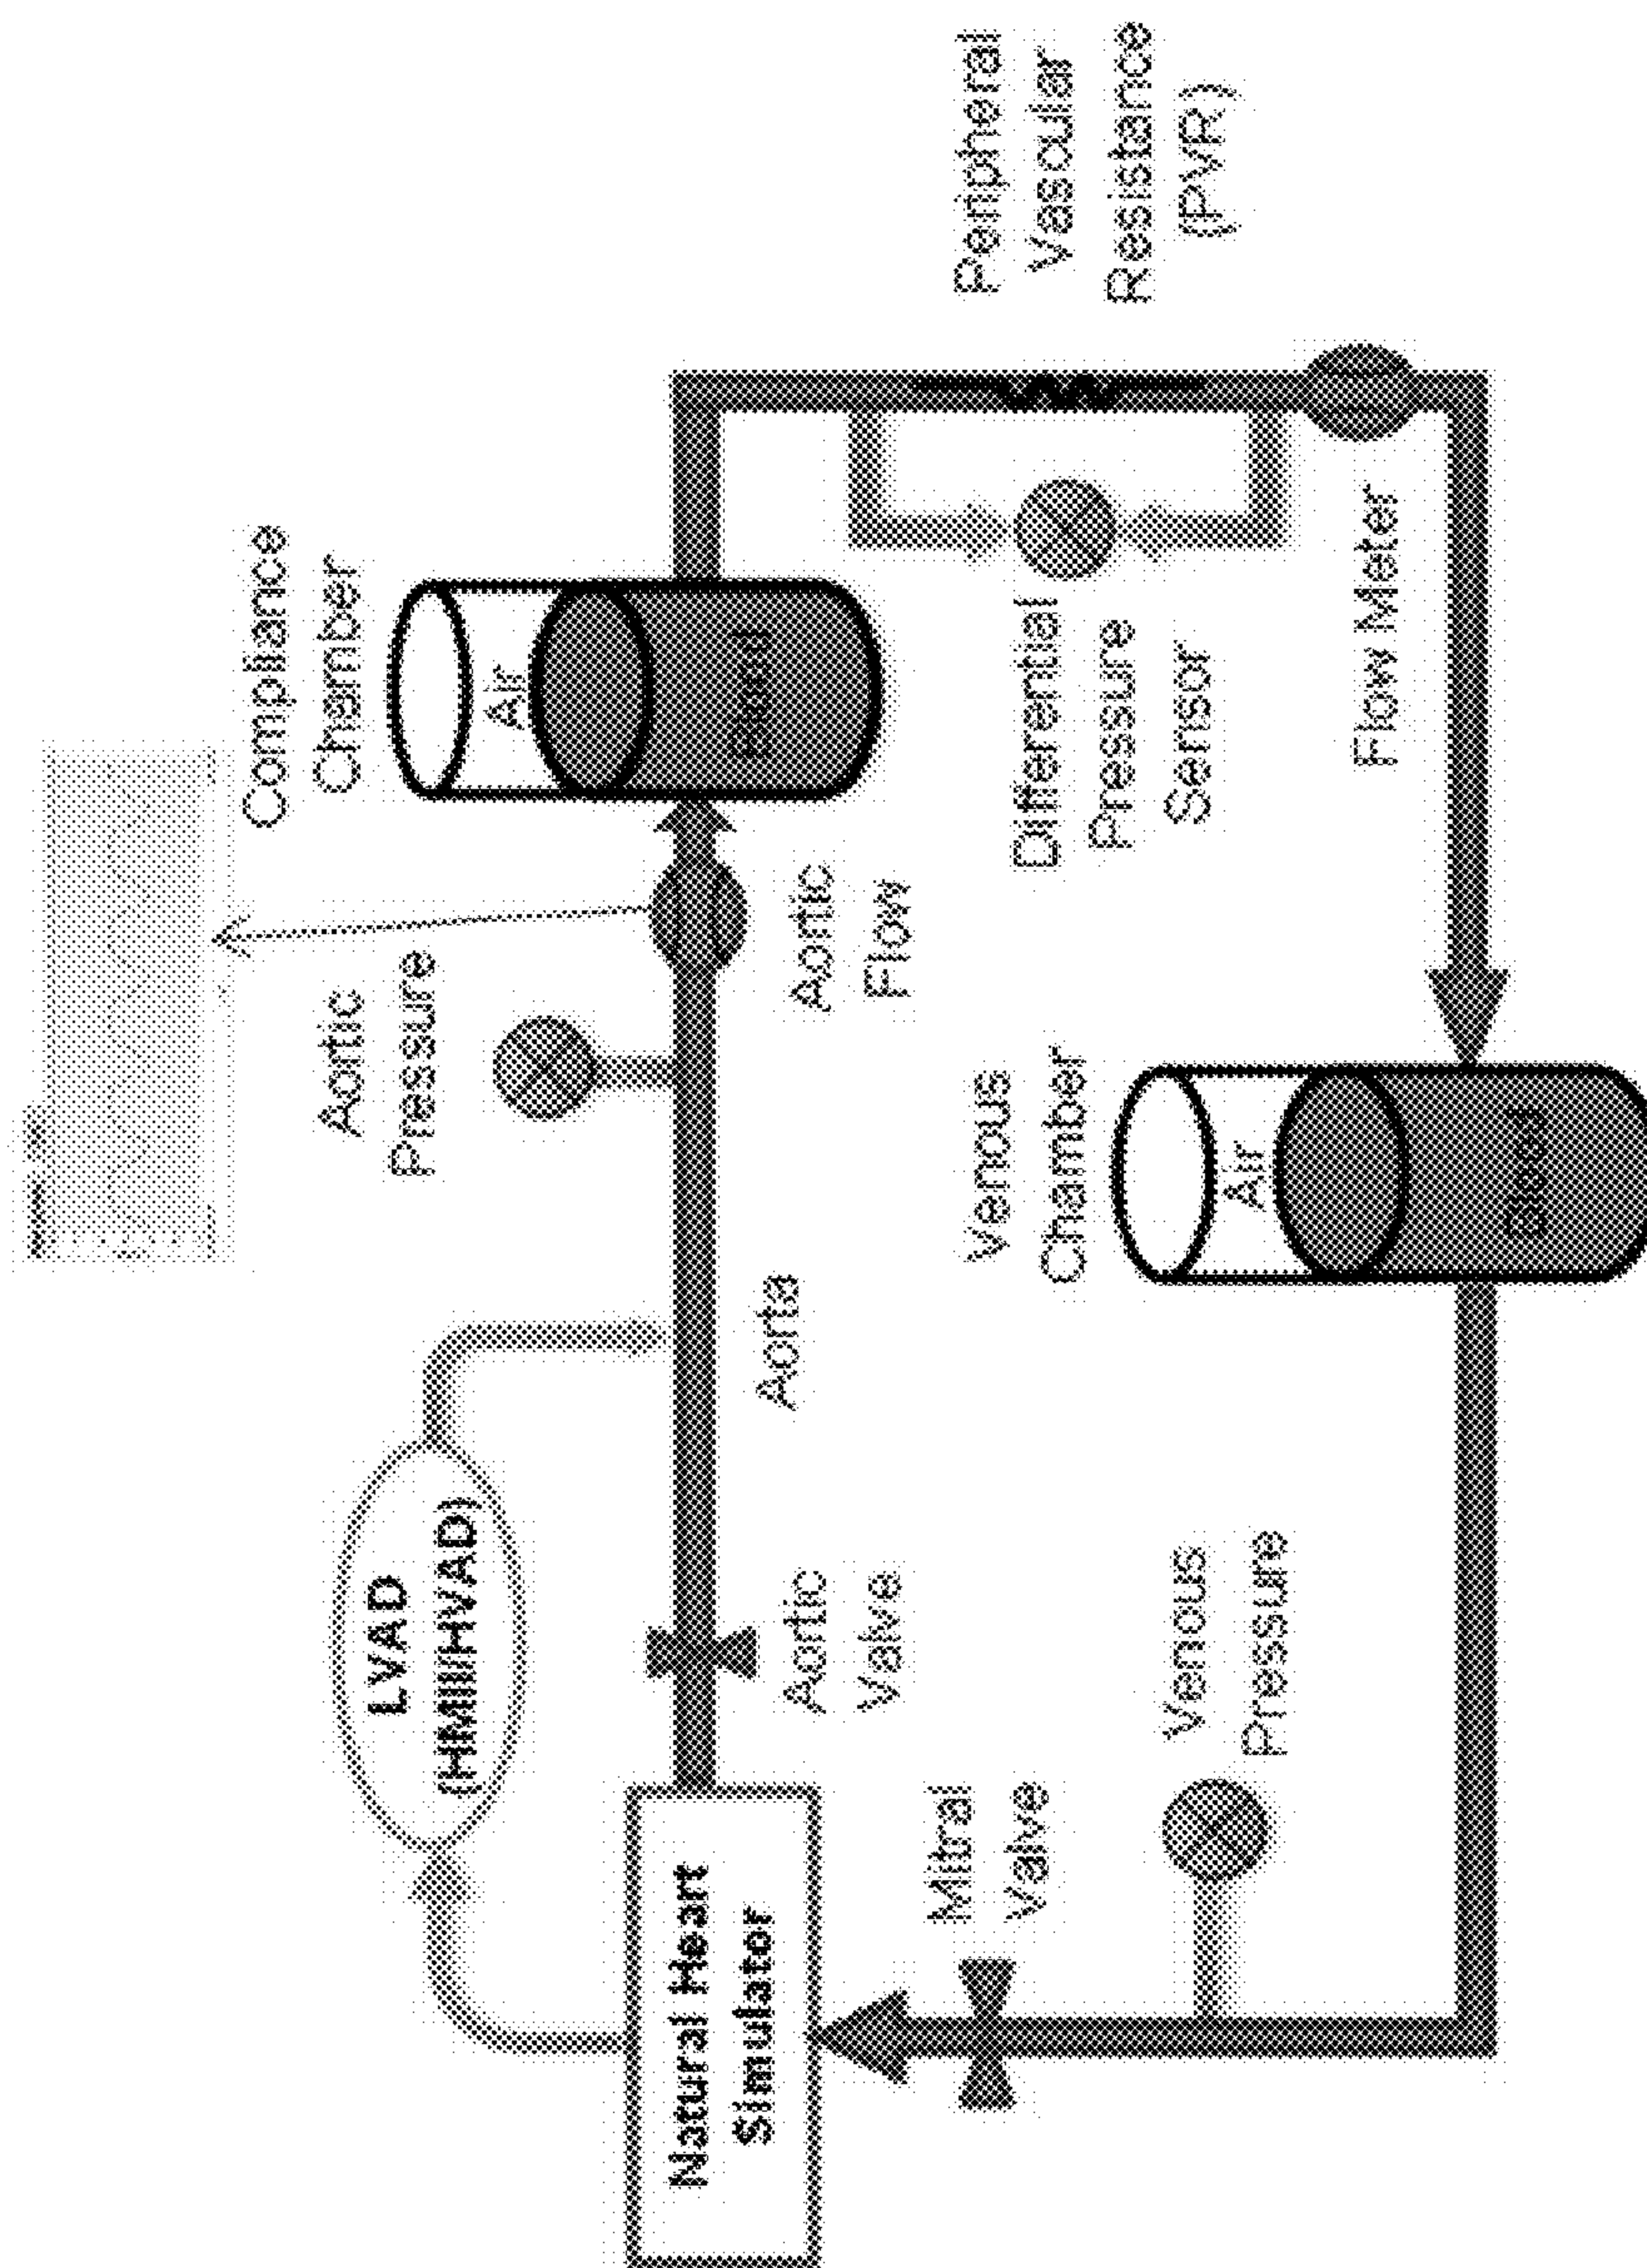 Compliance
Chamber
Aortic
Pressure
LVAD
(HMII/HVAD)
Air
Natural Heart
Simulator
Aorta
Aortic
Valve
Aortic
Flow
Mitral
Valve
Venous
Chamber
Differential
Pressure
Sensor
Peripheral
Vascular
Resistance
(PVR)
Venous
Pressure
Air
Flow Meter
Blood